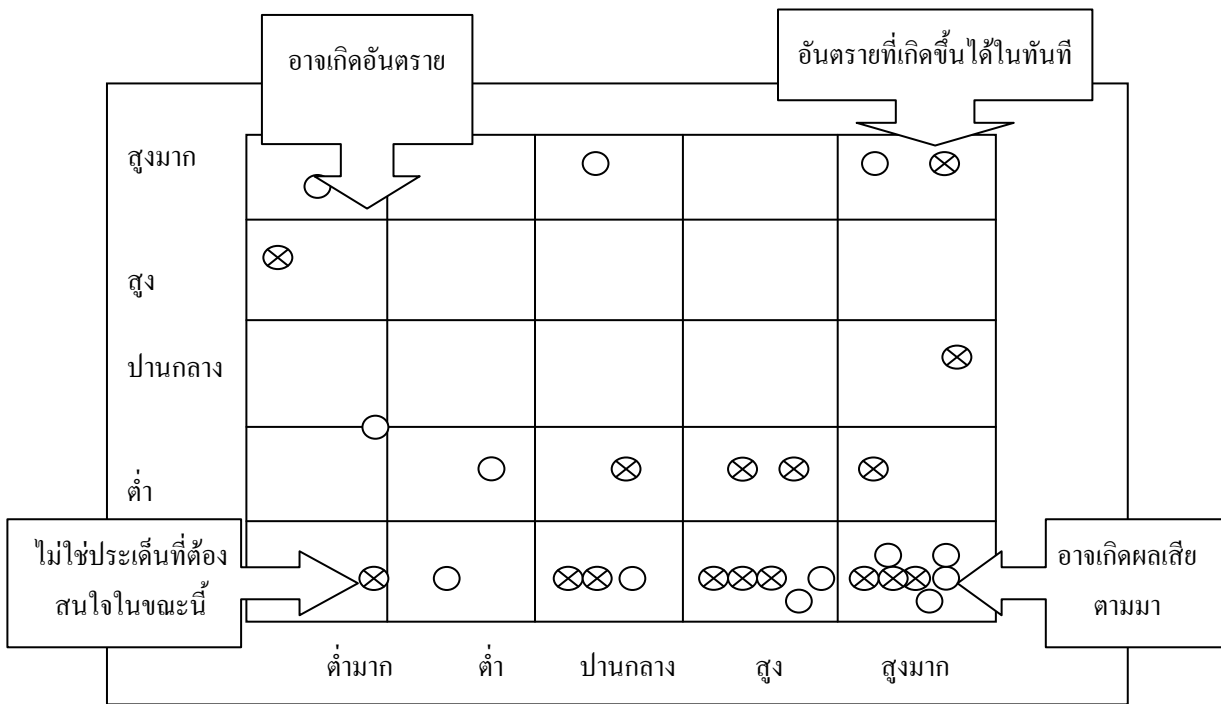 อาจเกิดอันตราย
อันตรายที่เกิดขึ้นได้ในทันที
สูงมาก
สูง
ปานกลาง
ต่ำ
ไม่ใช่ประเด็นที่ต้อง
สนใจในขณะนี้
อาจเกิดผลเสีย
ตามมา
ต่ำมาก
ต่ำ
ปานกลาง
สูง
สูงมาก